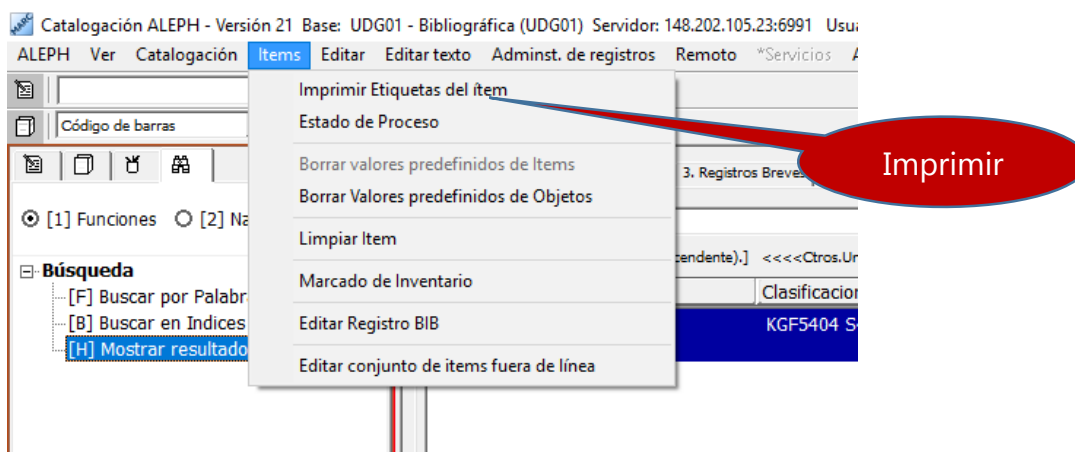 Catalogación ALEPH - Versión 21 Base: UDG01 - Bibliográfica (UDG01) Servidor: 148.202.105.23:6991
ALEPH Ver Catalogación Items Editar Editar texto Adminst. de registros Remoto *Servicios
Imprimir Etiquetas del ítem
Código de barras
Estado de Proceso
Imprimir
Borrar valores predefinidos de Items
3. Registros Breves
Borrar Valores predefinidos de Objetos
[1] Funciones [2] Na
Limpiar Item
cendente).] <<<<Ctros.Un
Búsqueda
Marcado de Inventario
[F] Buscar por Palabr
Clasificacion
[B] Buscar en Indices
Editar Registro BIB
KGF5404 S
[H] Mostrar resultado
Editar conjunto de items fuera de línea